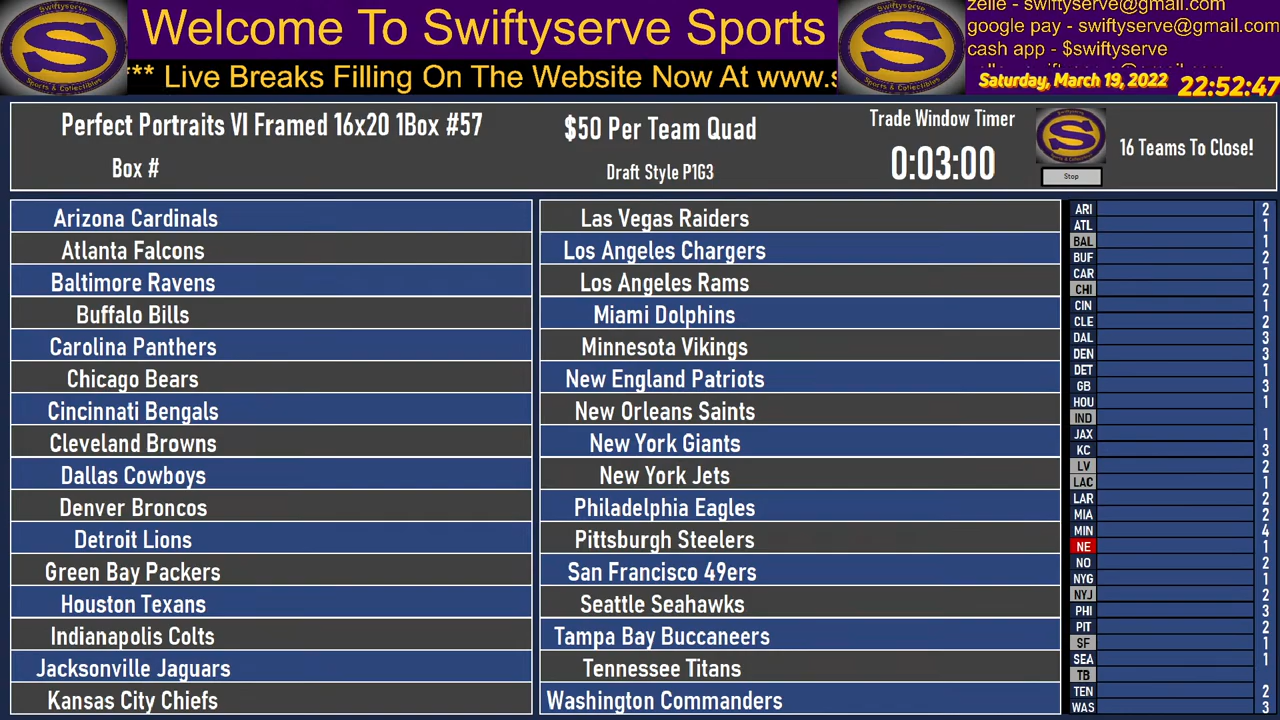 Welcome To Swiftyserve Sports
*** Live Breaks Filling On The Website Now At www.s
S
Sports & Collectibles
S
Sports & Collectibles
zelle - swiftyserve@gmail.com
google pay - swiftyserve@gmail.com
cash app - $swiftyserve
Saturday, March 19, 2022
22:52:47
Perfect Portraits VI Framed 16x20 1Box #57
Box #
$50 Per Team Quad
Draft Style P1G3
Trade Window Timer
0:03:00
Stop
16 Teams To Close!
Arizona Cardinals
Atlanta Falcons
Baltimore Ravens
Buffalo Bills
Carolina Panthers
Chicago Bears
Cincinnati Bengals
Cleveland Browns
Dallas Cowboys
Denver Broncos
Detroit Lions
Green Bay Packers
Houston Texans
Indianapolis Colts
Jacksonville Jaguars
Kansas City Chiefs
Las Vegas Raiders
Los Angeles Chargers
Los Angeles Rams
Miami Dolphins
Minnesota Vikings
New England Patriots
New Orleans Saints
New York Giants
New York Jets
Philadelphia Eagles
Pittsburgh Steelers
San Francisco 49ers
Seattle Seahawks
Tampa Bay Buccaneers
Tennessee Titans
Washington Commanders
ARI 2
ATL 1
BAL 1
BUF 2
CAR 1
CHI 2
CIN 1
CLE 2
DAL 3
DEN 3
DET 1
GB 3
HOU 1
IND
JAX 1
KC 3
LV 2
LAC 1
LAR 2
MIA 2
MIN 4
NE 1
NO 2
NYG 1
NYJ 2
PHI 3
PIT 2
SF 1
SEA 1
TB
TEN 2
WAS 3